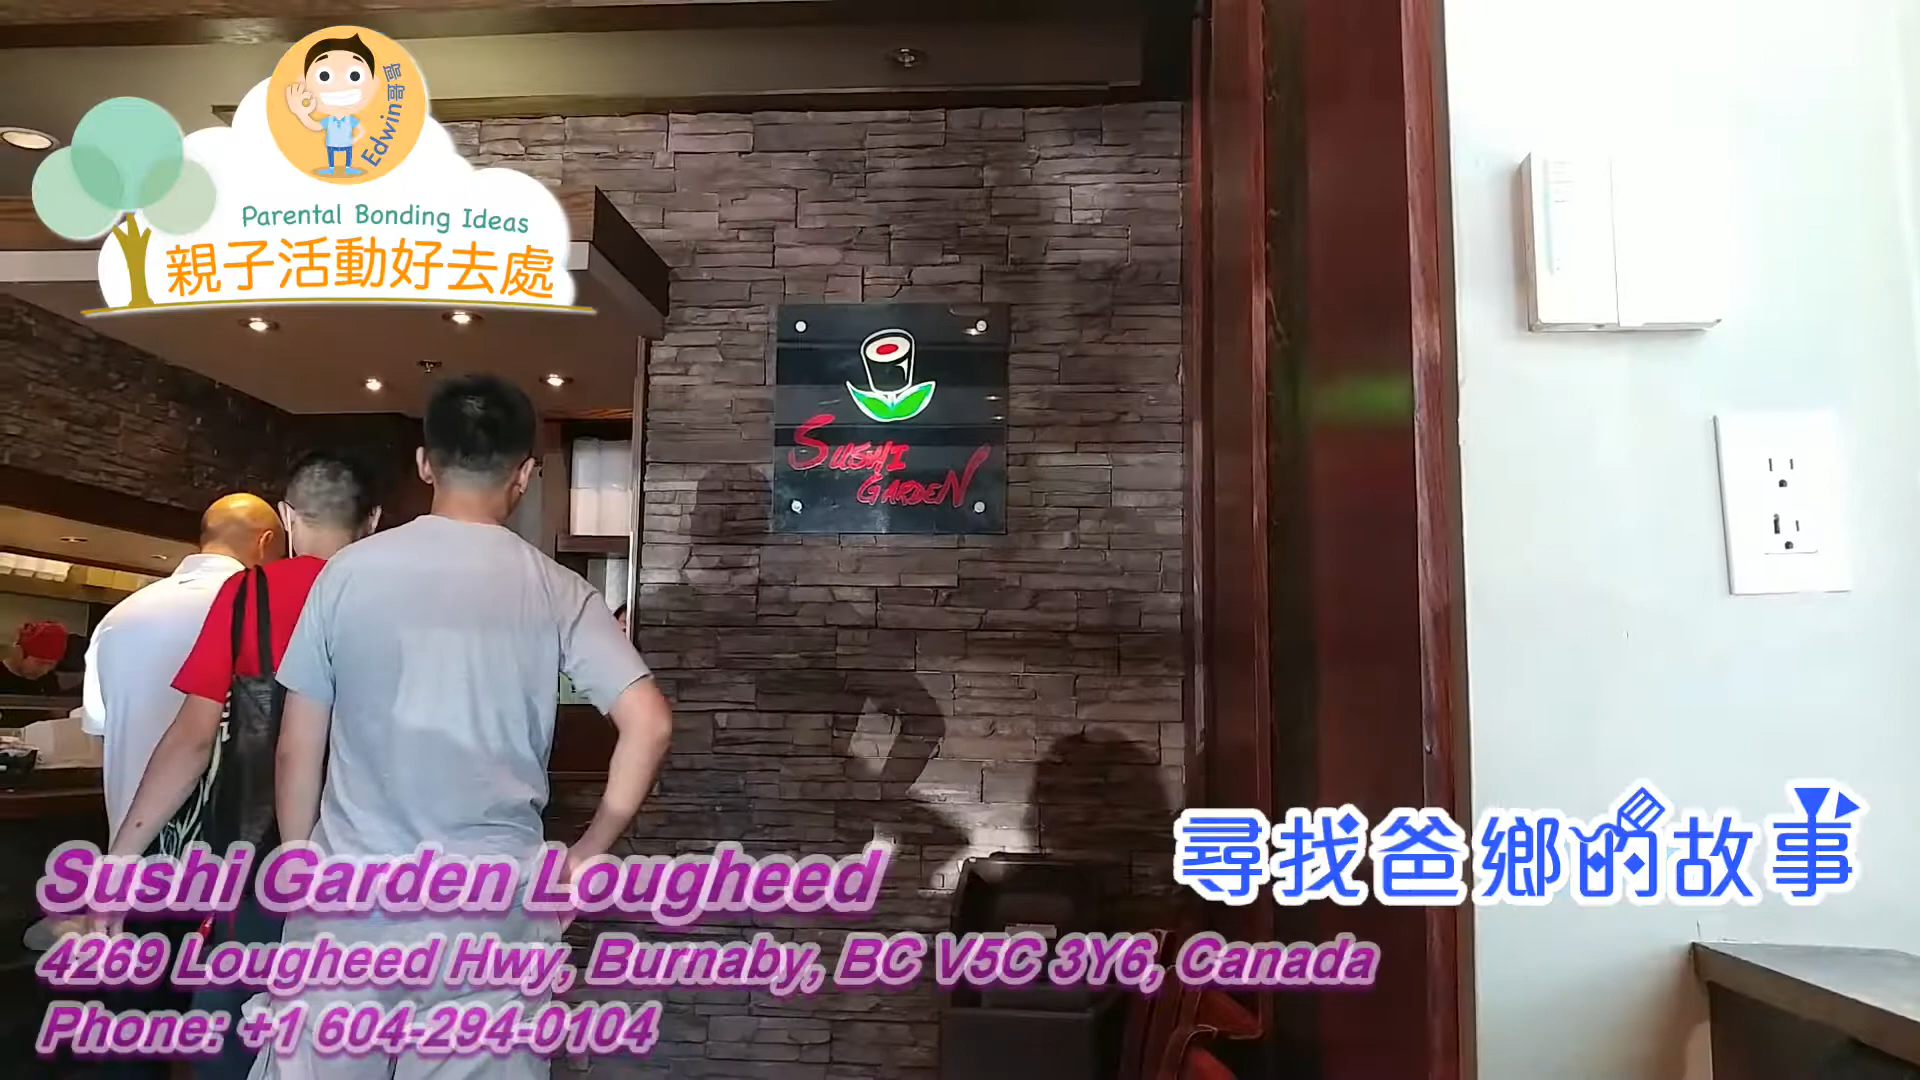 Edwin哥哥
Parental Bonding Ideas
親子活動好去處
SUSHI
GARDEN
尋找爸鄉的故事
Sushi Garden Lougheed
4269 Lougheed Hwy, Burnaby, BC V5C 3Y6, Canada
Phone: +1 604-294-0104